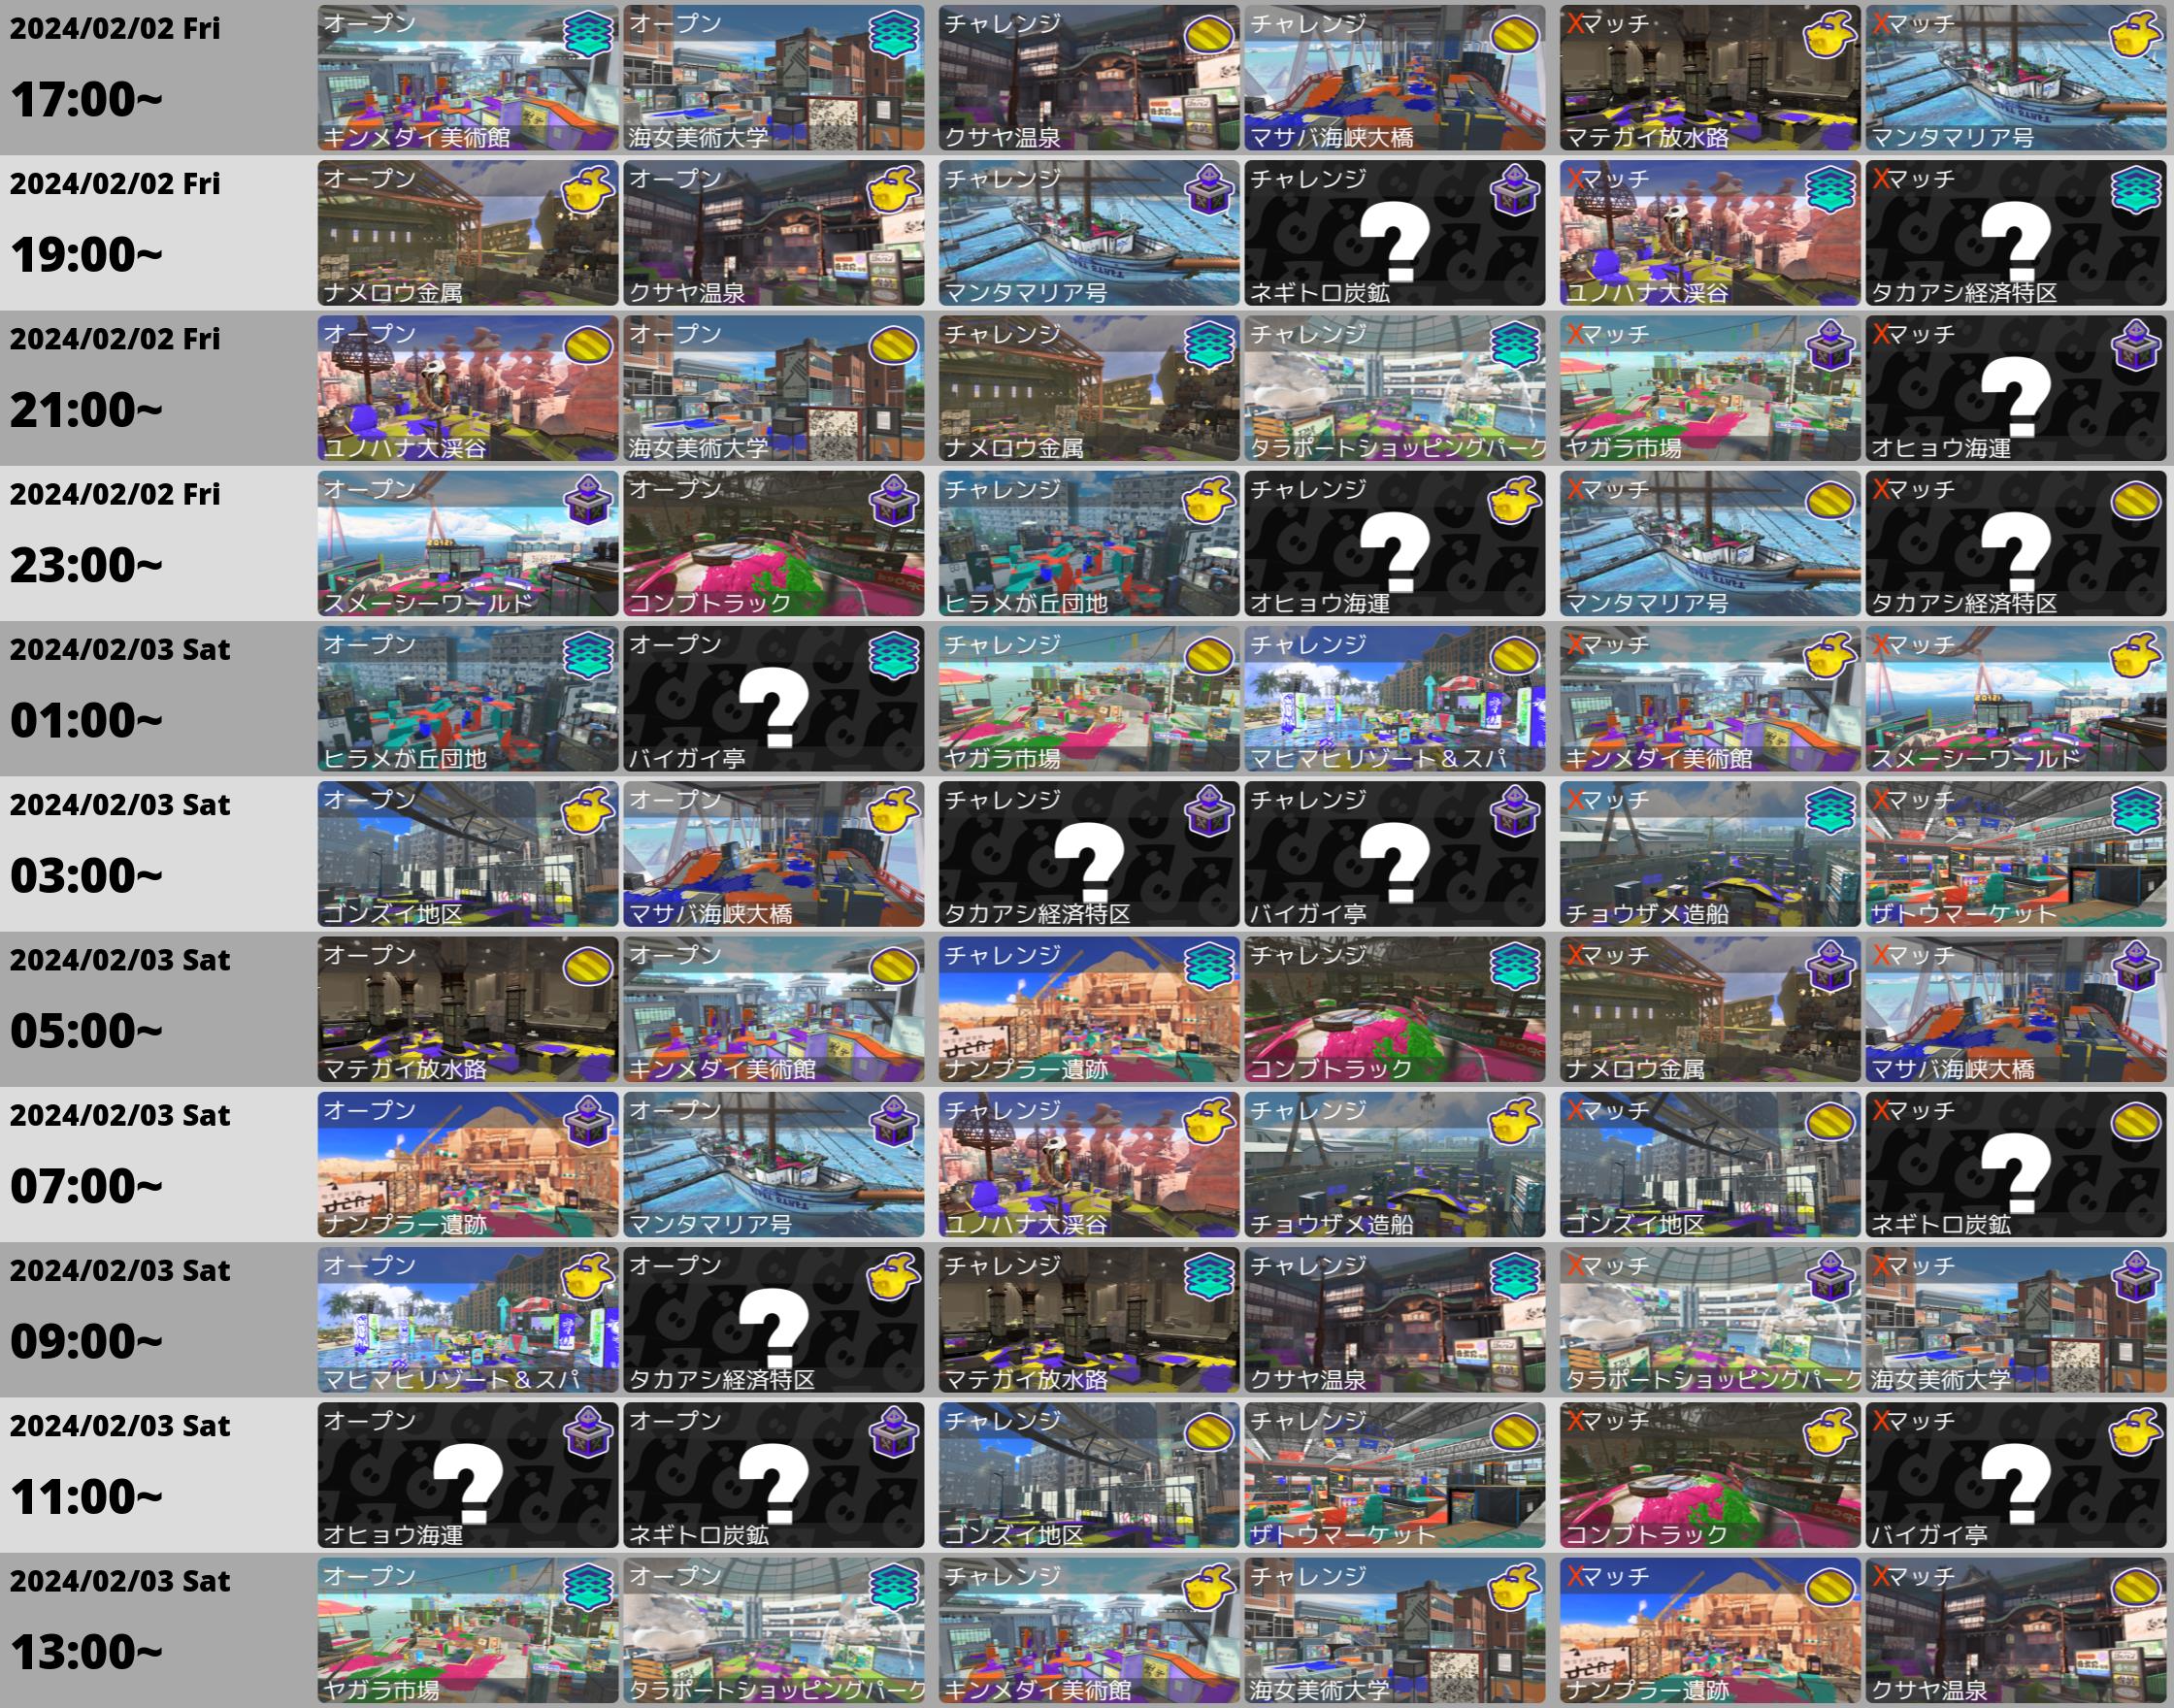 2024/02/02 Fri
17:00~
オープン
キンメダイ美術館
オープン
海女美術大学
チャレンジ
クサヤ温泉
チャレンジ
マサバ海峡大橋
Xマッチ
マテガイ放水路
Xマッチ
マンタマリア号
2024/02/02 Fri
19:00~
オープン
ナメロウ金属
オープン
クサヤ温泉
チャレンジ
マンタマリア号
チャレンジ
?
ネギトロ炭鉱
Xマッチ
ユノハナ大渓谷
Xマッチ
?
タカアシ経済特区
2024/02/02 Fri
21:00~
オープン
ユノハナ大渓谷
オープン
海女美術大学
チャレンジ
ナメロウ金属
チャレンジ
タラポートショッピングパーク
Xマッチ
ヤガラ市場
Xマッチ
?
オヒョウ海運
2024/02/02 Fri
23:00~
オープン
スメーシーワールド
オープン
コンブトラック
チャレンジ
ヒラメが丘団地
チャレンジ
?
オヒョウ海運
Xマッチ
マンタマリア号
Xマッチ
?
タカアシ経済特区
2024/02/03 Sat
01:00~
オープン
ヒラメが丘団地
オープン
?
バイガイ亭
チャレンジ
ヤガラ市場
チャレンジ
マヒマヒリゾート＆スパ
Xマッチ
キンメダイ美術館
Xマッチ
スメーシーワールド
2024/02/03 Sat
03:00~
オープン
ゴンズイ地区
オープン
マサバ海峡大橋
チャレンジ
?
タカアシ経済特区
チャレンジ
?
バイガイ亭
Xマッチ
チョウザメ造船
Xマッチ
ザトウマーケット
2024/02/03 Sat
05:00~
オープン
マテガイ放水路
オープン
キンメダイ美術館
チャレンジ
ナンプラー遺跡
チャレンジ
コンブトラック
Xマッチ
ナメロウ金属
Xマッチ
マサバ海峡大橋
2024/02/03 Sat
07:00~
オープン
ナンプラー遺跡
オープン
マンタマリア号
チャレンジ
ユノハナ大渓谷
チャレンジ
チョウザメ造船
Xマッチ
ゴンズイ地区
Xマッチ
?
ネギトロ炭鉱
2024/02/03 Sat
09:00~
オープン
マヒマヒリゾート＆スパ
オープン
?
タカアシ経済特区
チャレンジ
マテガイ放水路
チャレンジ
クサヤ温泉
Xマッチ
タラポートショッピングパーク
Xマッチ
海女美術大学
2024/02/03 Sat
11:00~
オープン
?
オヒョウ海運
オープン
?
ネギトロ炭鉱
チャレンジ
ゴンズイ地区
チャレンジ
ザトウマーケット
Xマッチ
コンブトラック
Xマッチ
?
バイガイ亭
2024/02/03 Sat
13:00~
オープン
ヤガラ市場
オープン
タラポートショッピングパーク
チャレンジ
キンメダイ美術館
チャレンジ
海女美術大学
Xマッチ
ナンプラー遺跡
Xマッチ
クサヤ温泉